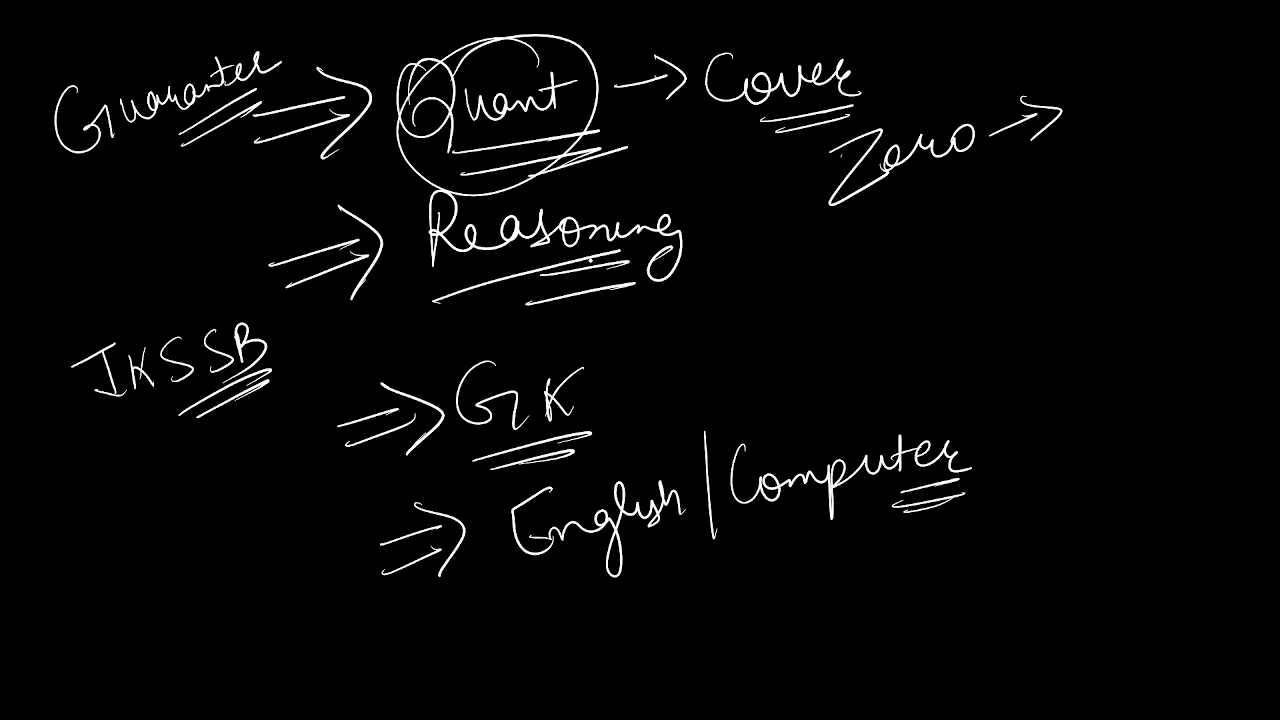 Guarantee ⇒ Quant → Cover
Zero →
⇒ Reasoning
JKSSB
⇒ GK
⇒ English | Computer